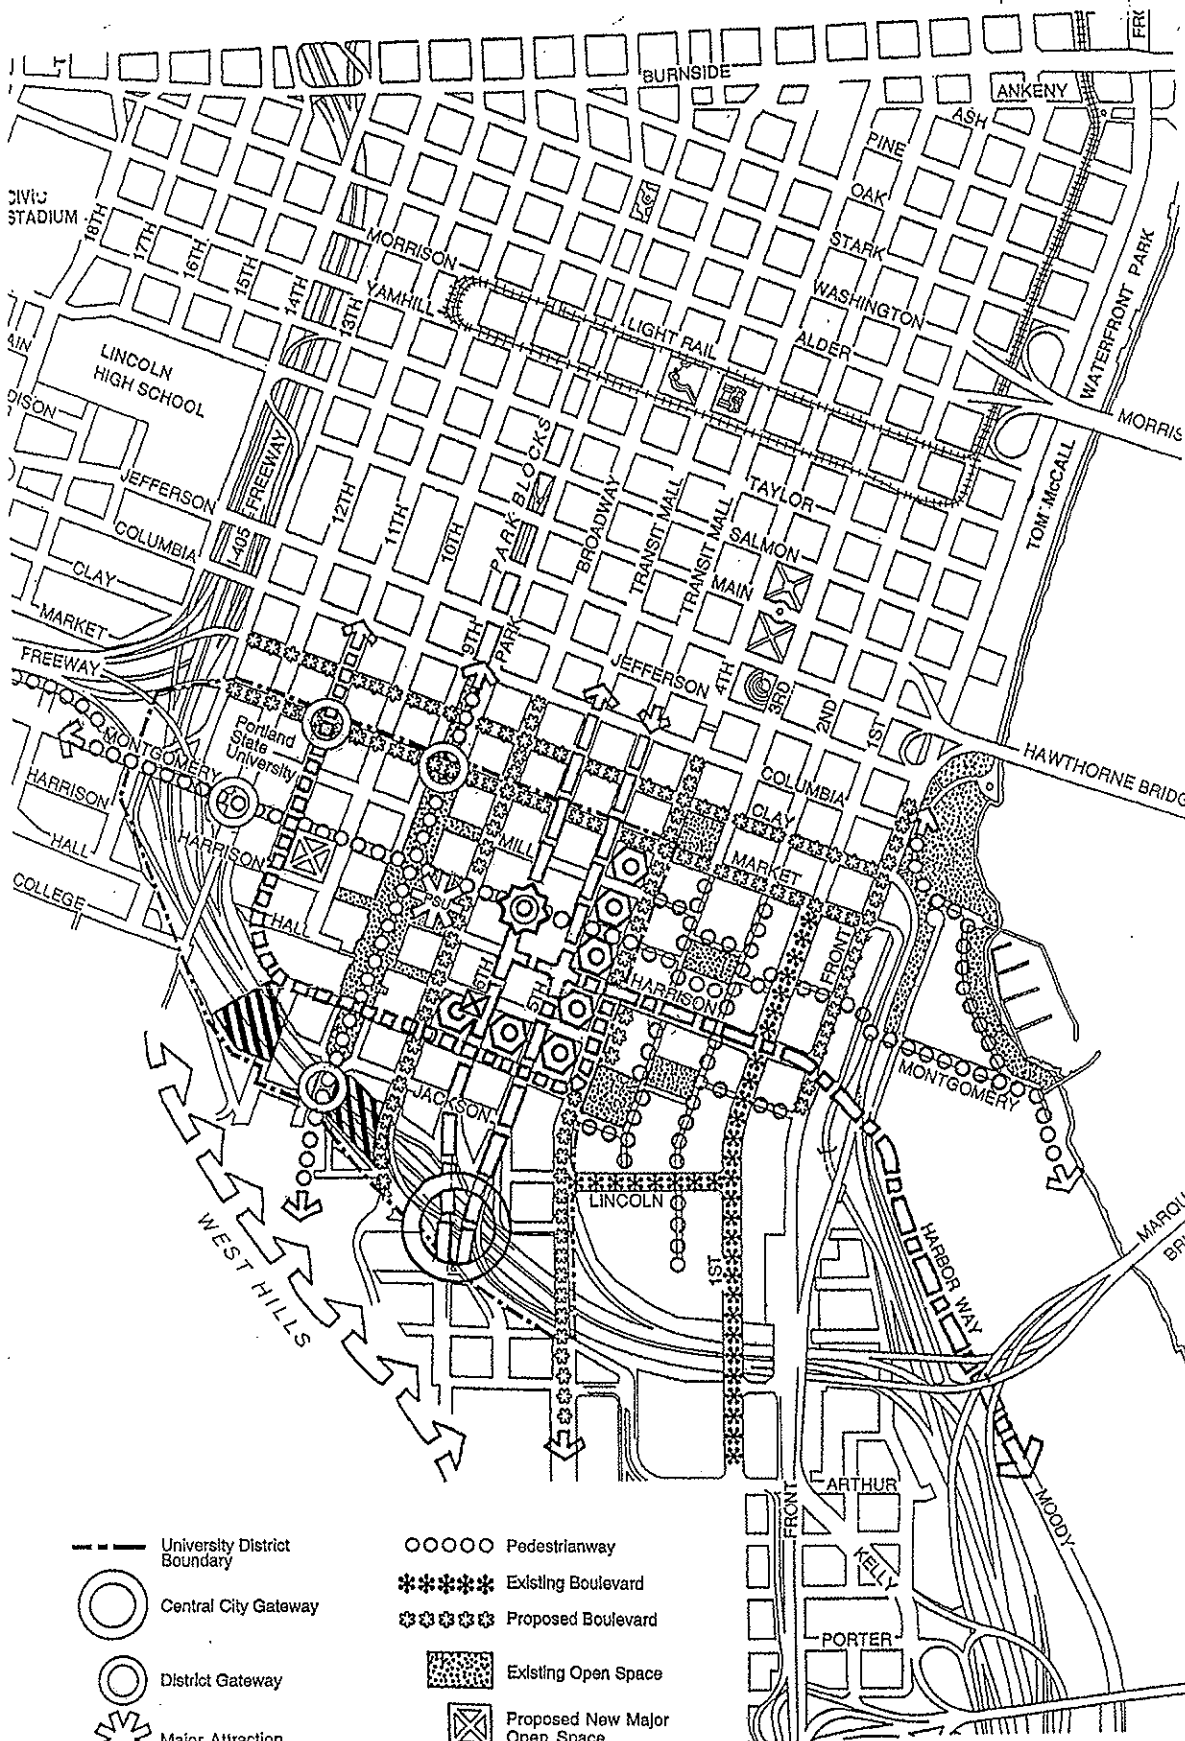 BURNSIDE
ANKENY
ASH
PINE
OAK
STARK
WASHINGTON
ALDER
STADIUM
18TH
17TH
16TH
15TH
14TH
13TH
MORRISON
YAMHILL
LIGHT RAIL
WATERFRONT PARK
TOM McCALL
MORRIS
LINCOLN
HIGH SCHOOL
JEFFERSON
COLUMBIA
CLAY
MARKET
FREEWAY
I-405 FREEWAY
12TH
11TH
10TH
PARK BLOCKS
BROADWAY
TRANSIT MALL
TRANSIT MALL
TAYLOR
SALMON
MAIN
9TH
PARK
JEFFERSON
4TH
3RD
2ND
1ST
HAWTHORNE BRIDG
COLUMBIA
CLAY
MARKET
MILL
Portland
State
University
MONTGOMERY
HARRISON
HALL
COLLEGE
HARRISON
HALL
PSU
6TH
5TH
HARRISON
FRONT
MONTGOMERY
JACKSON
LINCOLN
1ST
WEST HILLS
HARBOR WAY
MARQU
BR
MOODY
FRONT
ARTHUR
KELLY
PORTER
University District
Boundary
Central City Gateway
District Gateway
Major Attraction
Pedestrianway
Existing Boulevard
Proposed Boulevard
Existing Open Space
Proposed New Major
Open Space